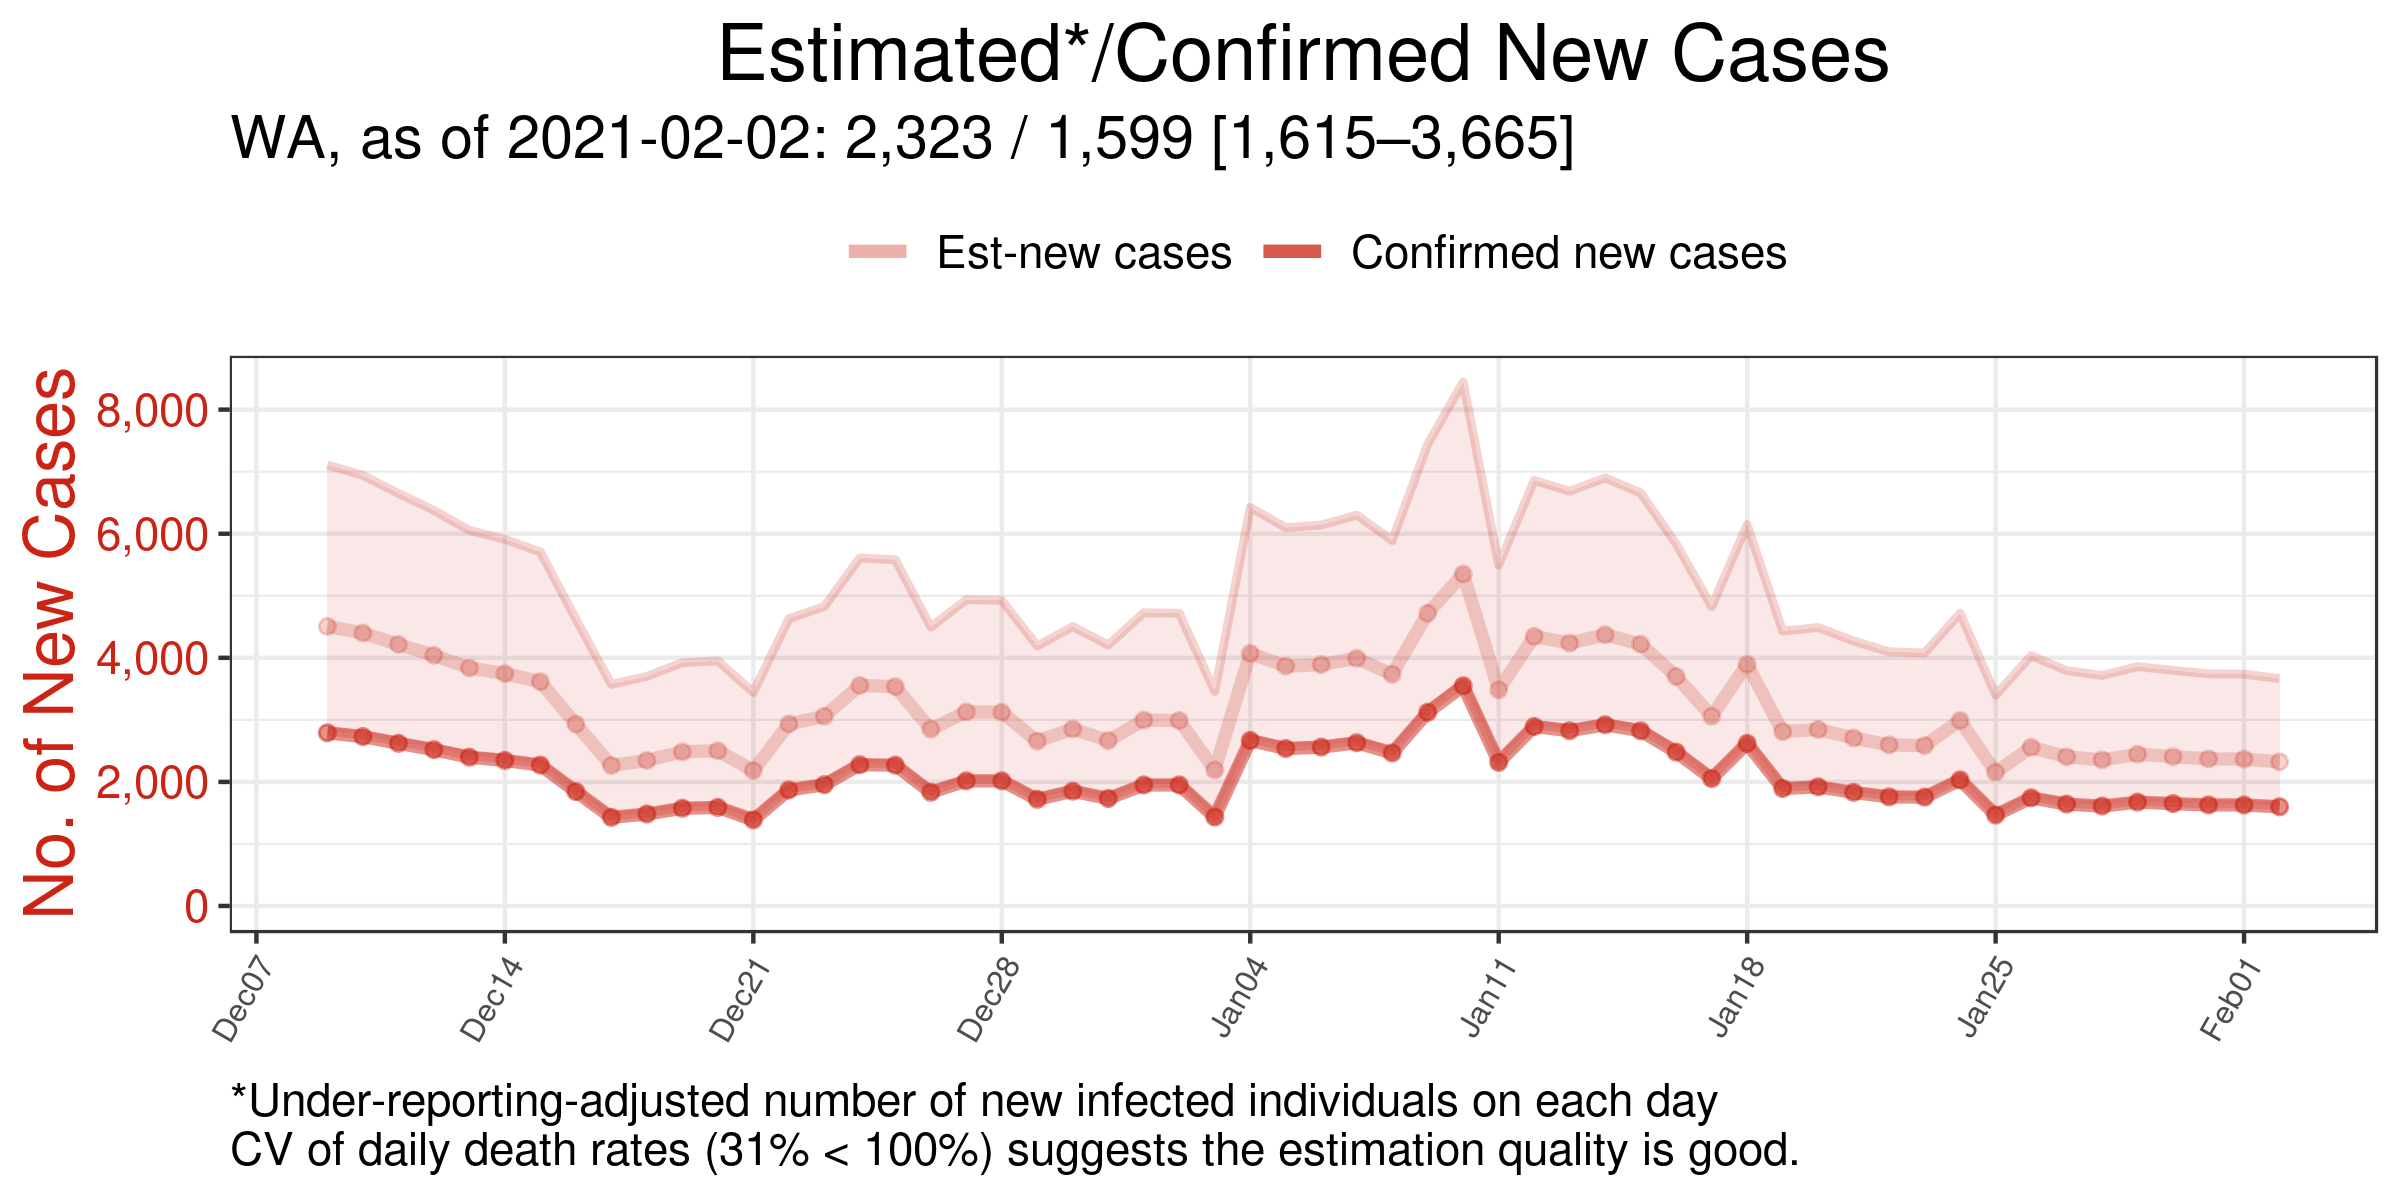 Estimated*/Confirmed New Cases
WA, as of 2021-02-02: 2,323 / 1,599 [1,615–3,665]
Est-new cases
Confirmed new cases
No. of New Cases
8,000
6,000
4,000
2,000
0
Dec07
Dec14
Dec21
Dec28
Jan04
Jan11
Jan18
Jan25
Feb01
*Under-reporting-adjusted number of new infected individuals on each day
CV of daily death rates (31% < 100%) suggests the estimation quality is good.